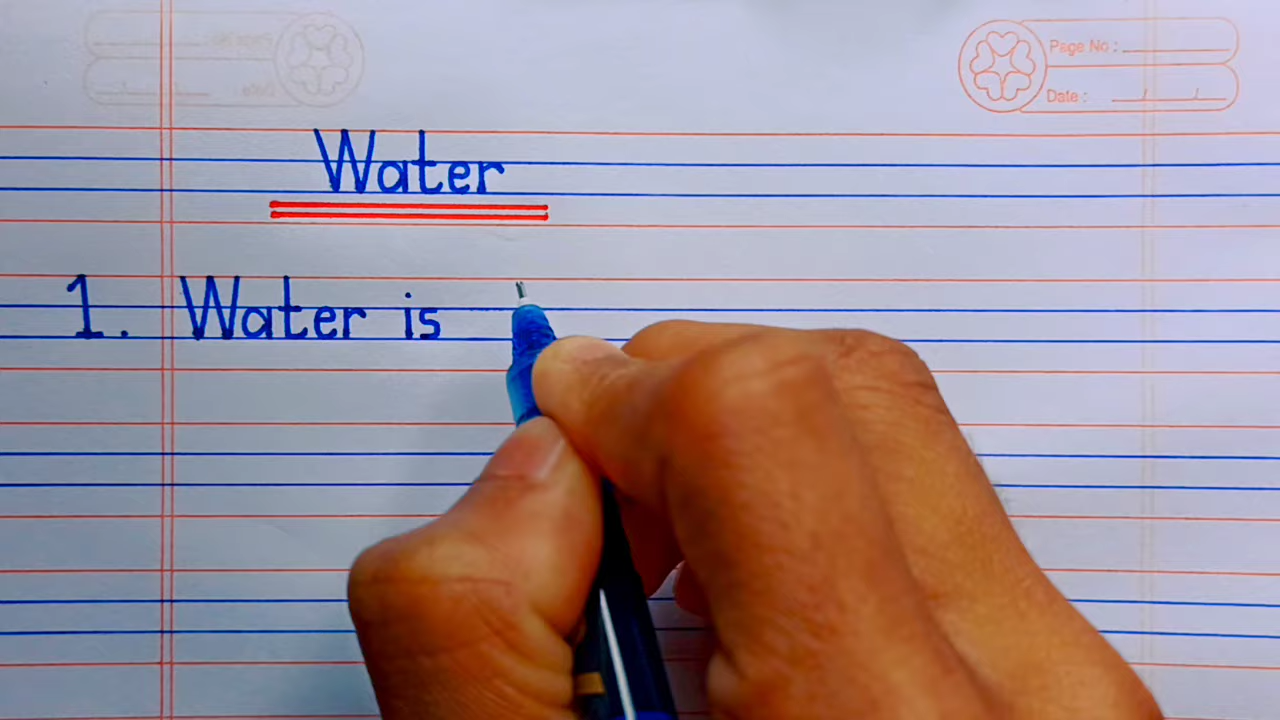 Page No :
Date :
Water
1. Water is